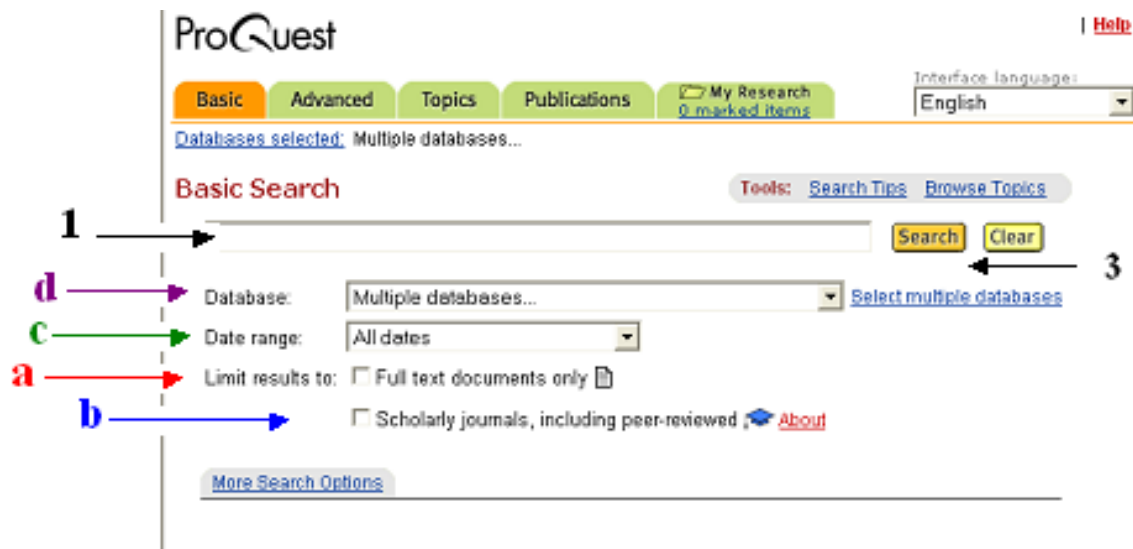 ProQuest
| Help
Interface language:
English
Basic Advanced Topics Publications My Research
0 marked items
Databases selected: Multiple databases...
Basic Search
Tools: Search Tips Browse Topics
1
Search Clear
3
d Database: Multiple databases... Select multiple databases
c Date range: All dates
a Limit results to: Full text documents only
b Scholarly journals, including peer-reviewed About
More Search Options